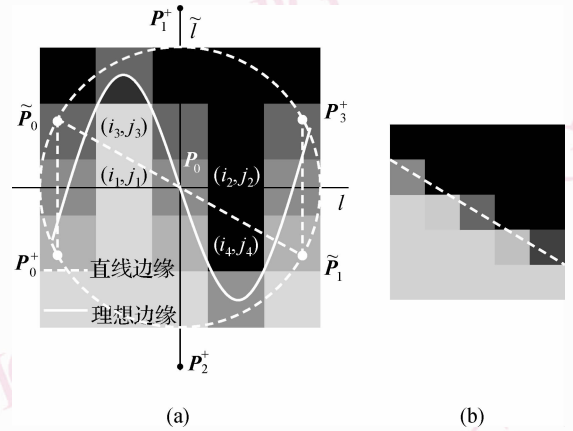 P₁⁺
l̃
P̃₀
P₃⁺
(i₃,j₃)
P₀
(i₁,j₁)
(i₂,j₂)
l
(i₄,j₄)
P₀⁺
P̃₁
直线边缘
理想边缘
P₂⁺
(a)
(b)